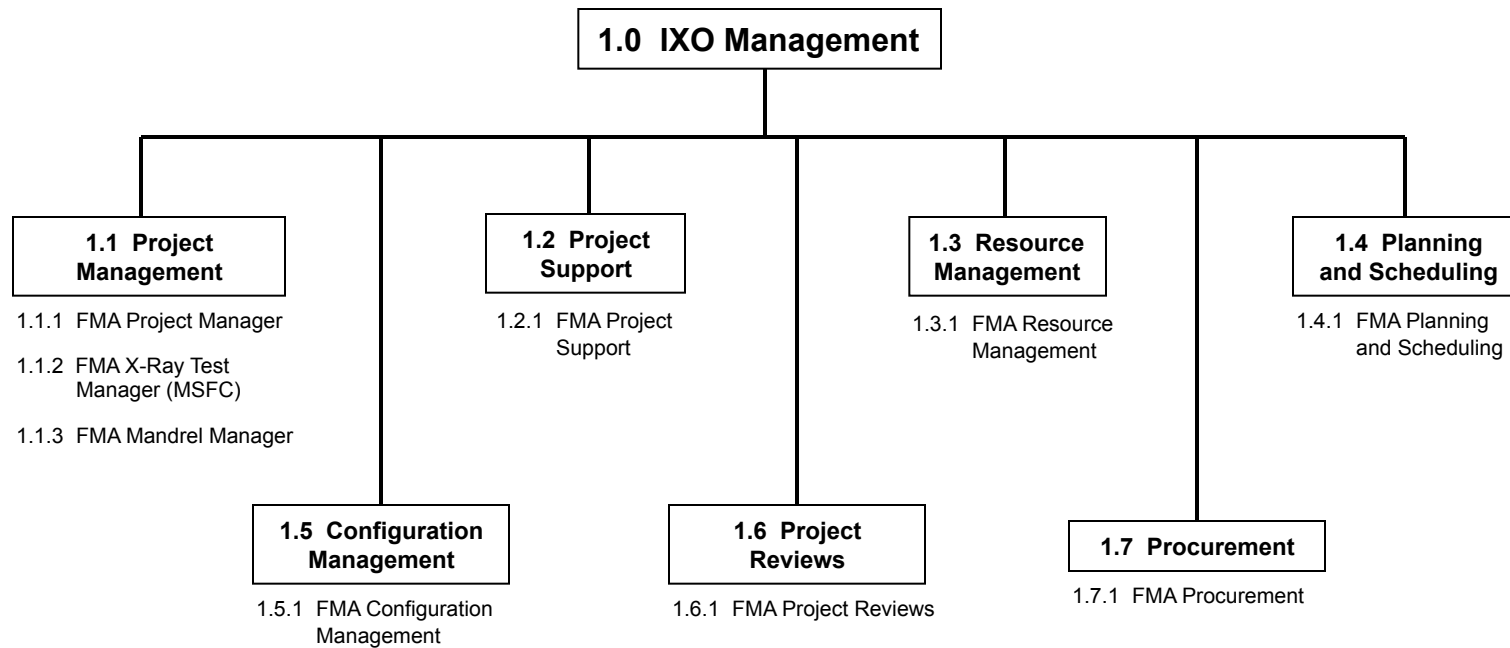 1.0 IXO Management
1.1 Project
Management
1.1.1 FMA Project Manager
1.1.2 FMA X-Ray Test
Manager (MSFC)
1.1.3 FMA Mandrel Manager
1.2 Project
Support
1.2.1 FMA Project
Support
1.3 Resource
Management
1.3.1 FMA Resource
Management
1.4 Planning
and Scheduling
1.4.1 FMA Planning
and Scheduling
1.5 Configuration
Management
1.5.1 FMA Configuration
Management
1.6 Project
Reviews
1.6.1 FMA Project Reviews
1.7 Procurement
1.7.1 FMA Procurement